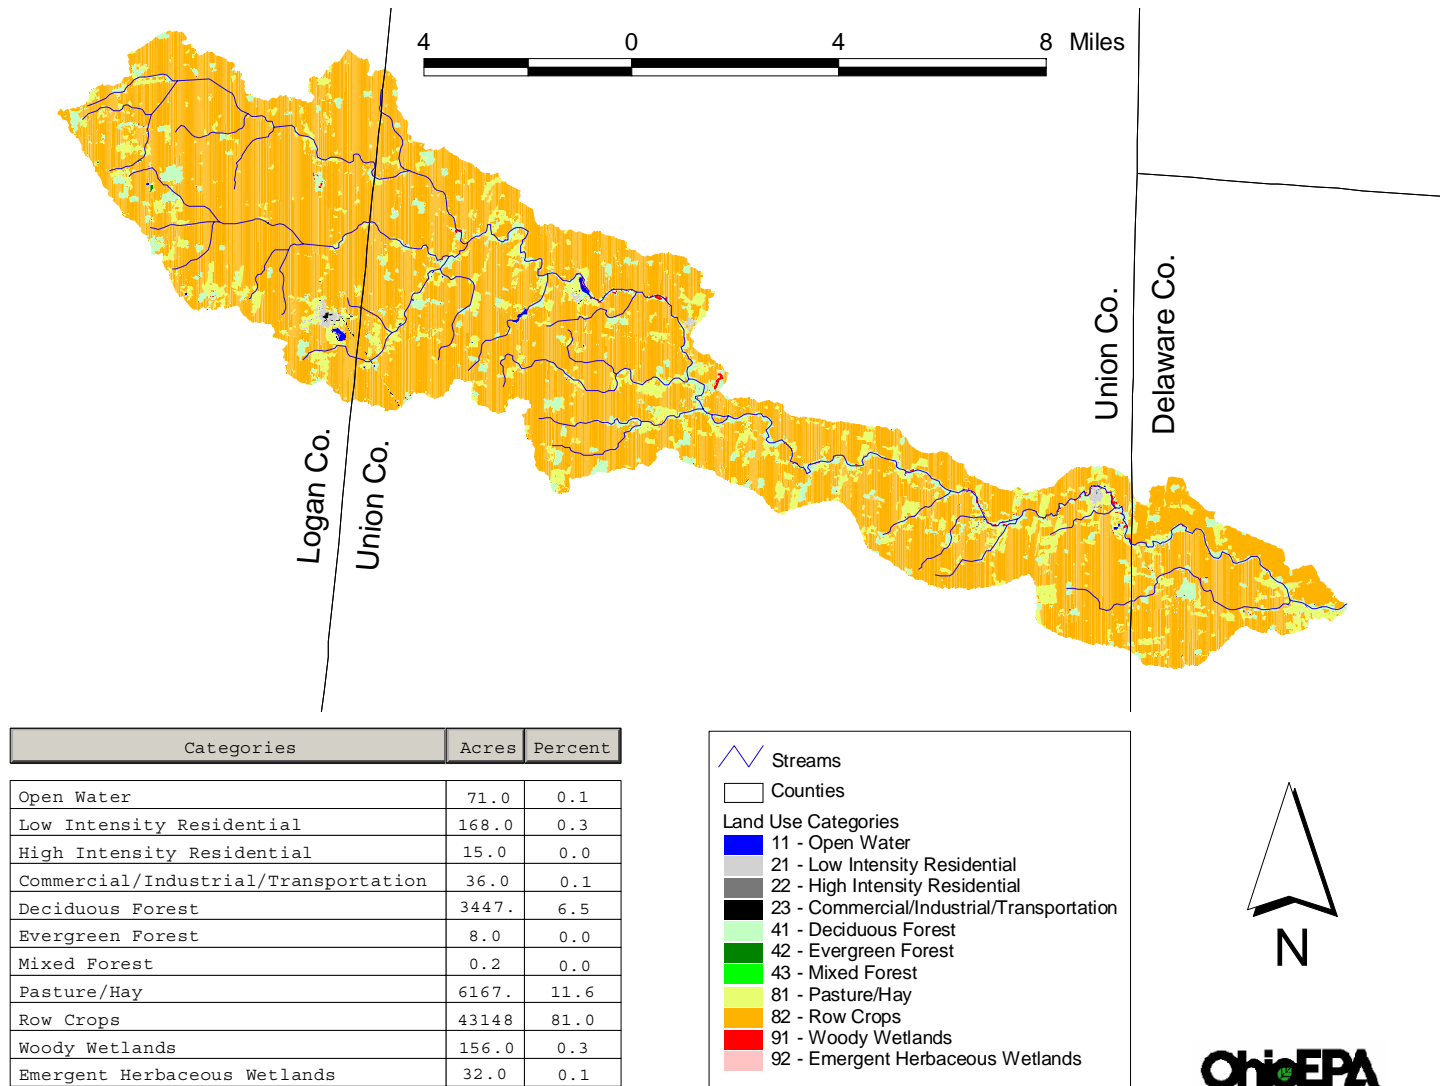 4 0 4 8 Miles
Logan Co.
Union Co.
Union Co.
Delaware Co.
Categories Acres Percent
Open Water 71.0 0.1
Low Intensity Residential 168.0 0.3
High Intensity Residential 15.0 0.0
Commercial/Industrial/Transportation 36.0 0.1
Deciduous Forest 3447. 6.5
Evergreen Forest 8.0 0.0
Mixed Forest 0.2 0.0
Pasture/Hay 6167. 11.6
Row Crops 43148 81.0
Woody Wetlands 156.0 0.3
Emergent Herbaceous Wetlands 32.0 0.1
Streams
Counties
Land Use Categories
11 - Open Water
21 - Low Intensity Residential
22 - High Intensity Residential
23 - Commercial/Industrial/Transportation
41 - Deciduous Forest
42 - Evergreen Forest
43 - Mixed Forest
81 - Pasture/Hay
82 - Row Crops
91 - Woody Wetlands
92 - Emergent Herbaceous Wetlands
N
OhioEPA